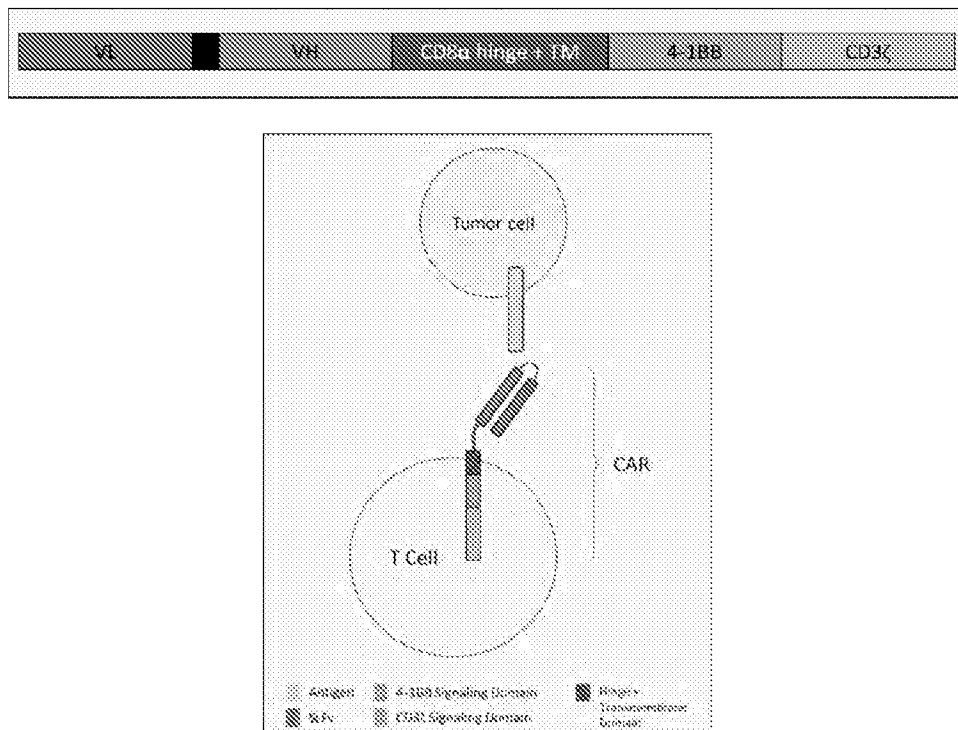 VL VH CD8α hinge + TM 4-1BB CD3ζ
Tumor cell
CAR
T Cell
Antigen 4-1BB Signaling Domain Hinge +
Transmembrane
ScFv CD3ζ Signaling Domain Domain